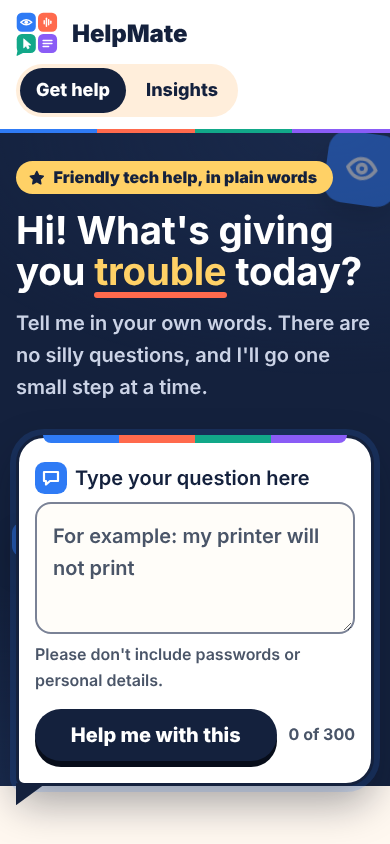 HelpMate
Get help
Insights
Friendly tech help, in plain words
Hi! What's giving
you trouble today?
Tell me in your own words. There are
no silly questions, and I'll go one
small step at a time.
Type your question here
For example: my printer will
not print
Please don't include passwords or
personal details.
Help me with this
0 of 300